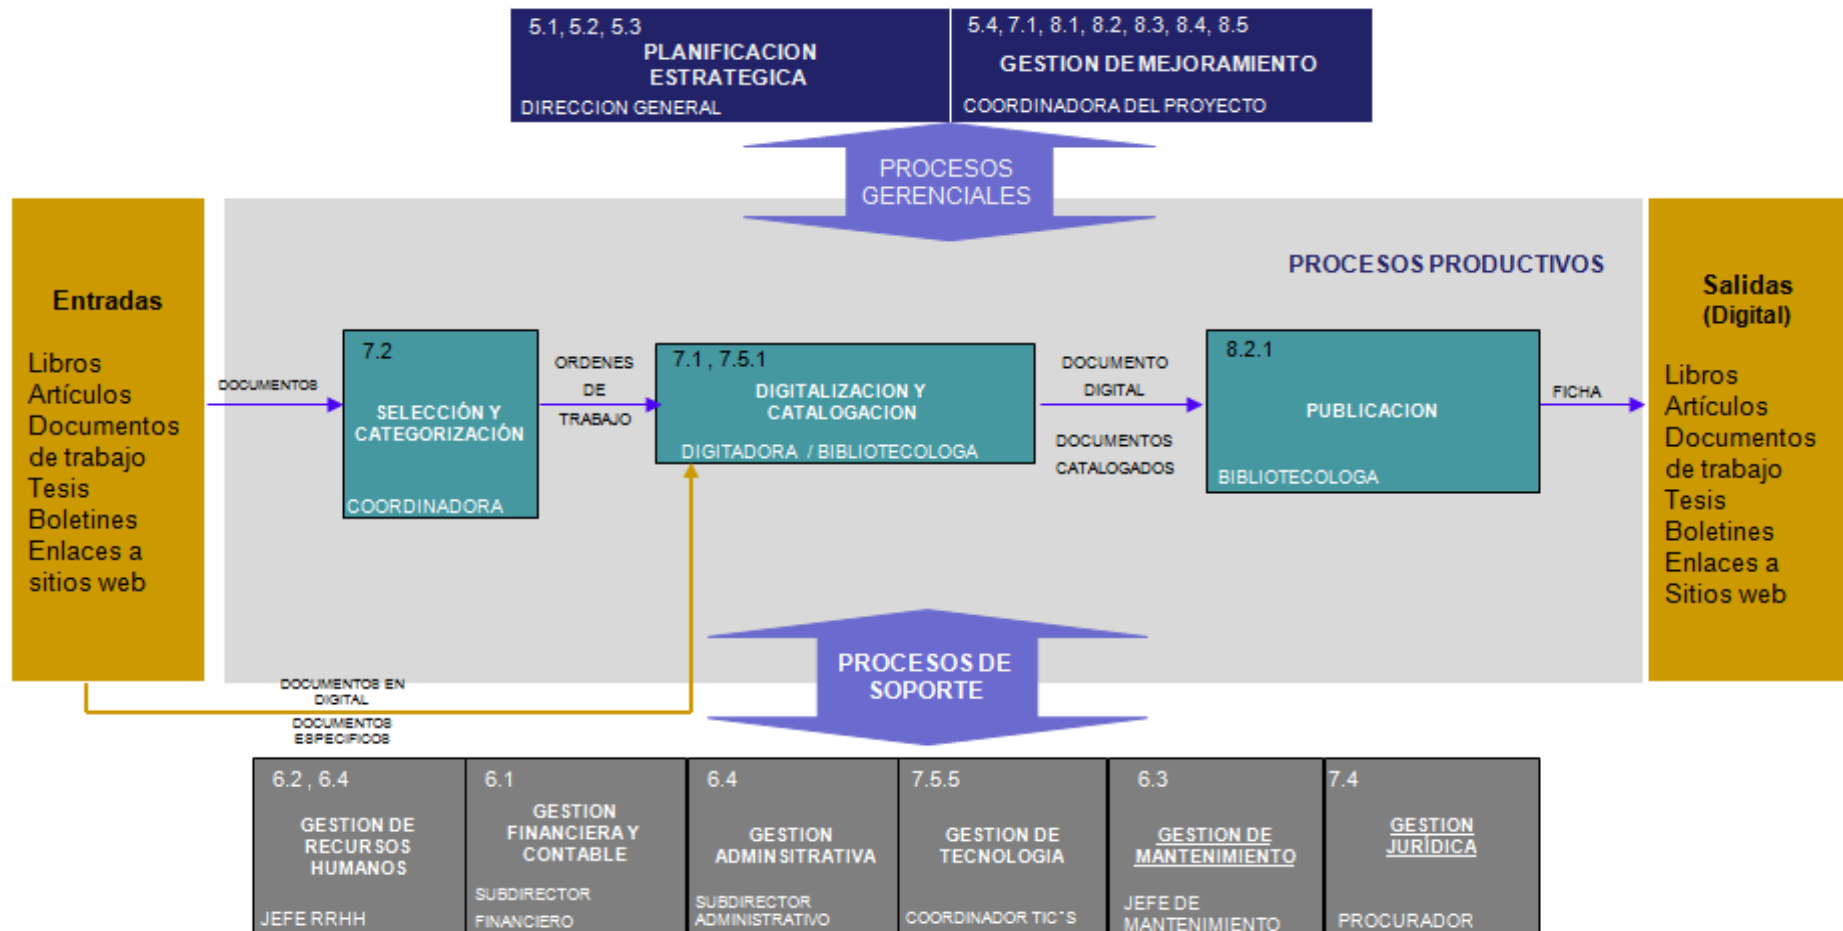 5.1, 5.2, 5.3
PLANIFICACION
ESTRATEGICA
DIRECCION GENERAL
5.4, 7.1, 8.1, 8.2, 8.3, 8.4, 8.5
GESTION DE MEJORAMIENTO
COORDINADORA DEL PROYECTO
PROCESOS
GERENCIALES
PROCESOS PRODUCTIVOS
Entradas
Libros
Artículos
Documentos
de trabajo
Tesis
Boletines
Enlaces a
sitios web
DOCUMENTOS
7.2
SELECCIÓN Y
CATEGORIZACIÓN
COORDINADORA
ORDENES
DE
TRABAJO
7.1 , 7.5.1
DIGITALIZACION Y
CATALOGACION
DIGITADORA / BIBLIOTECOLOGA
DOCUMENTO
DIGITAL
DOCUMENTOS
CATALOGADOS
8.2.1
PUBLICACION
BIBLIOTECOLOGA
FICHA
Salidas
(Digital)
Libros
Artículos
Documentos
de trabajo
Tesis
Boletines
Enlaces a
Sitios web
DOCUMENTOS EN
DIGITAL
DOCUMENTOS
ESPECIFICOS
PROCESOS DE
SOPORTE
6.2 , 6.4
GESTION DE
RECURSOS
HUMANOS
JEFE RRHH
6.1
GESTION
FINANCIERA Y
CONTABLE
SUBDIRECTOR
FINANCIERO
6.4
GESTION
ADMINSITRATIVA
SUBDIRECTOR
ADMINISTRATIVO
7.5.5
GESTION DE
TECNOLOGIA
COORDINADOR TIC´S
6.3
GESTION DE
MANTENIMIENTO
JEFE DE
MANTENIMIENTO
7.4
GESTION
JURÍDICA
PROCURADOR